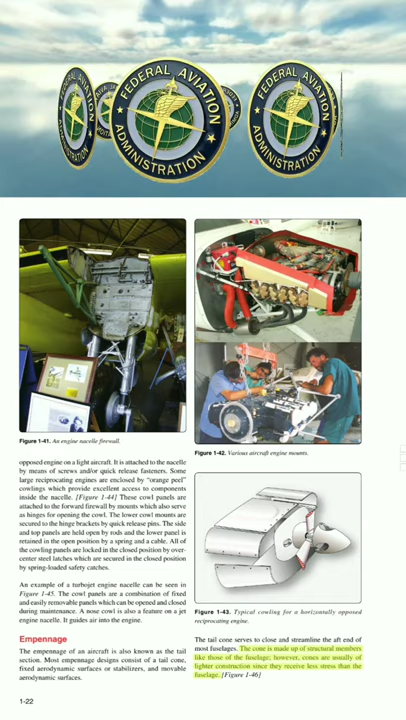 FEDERAL AVIATION
ADMINISTRATION
FEDERAL AVIATION
ADMINISTRATION
FEDERAL AVIATION
ADMINISTRATION
Figure 1-41. An engine nacelle firewall.
opposed engine on a light aircraft. It is attached to the nacelle
by means of screws and/or quick release fasteners. Some
large reciprocating engines are enclosed by “orange peel”
cowlings which provide excellent access to components
inside the nacelle. [Figure 1-44] These cowl panels are
attached to the forward firewall by mounts which also serve
as hinges for opening the cowl. The lower cowl mounts are
secured to the hinge brackets by quick release pins. The side
and top panels are held open by rods and the lower panel is
retained in the open position by a spring and a cable. All of
the cowling panels are locked in the closed position by over-
center steel latches which are secured in the closed position
by spring-loaded safety catches.
An example of a turbojet engine nacelle can be seen in
Figure 1-45. The cowl panels are a combination of fixed
and easily removable panels which can be opened and closed
during maintenance. A nose cowl is also a feature on a jet
engine nacelle. It guides air into the engine.
Empennage
The empennage of an aircraft is also known as the tail
section. Most empennage designs consist of a tail cone,
fixed aerodynamic surfaces or stabilizers, and movable
aerodynamic surfaces.
1-22
Figure 1-42. Various aircraft engine mounts.
Figure 1-43. Typical cowling for a horizontally opposed
reciprocating engine.
The tail cone serves to close and streamline the aft end of
most fuselages. The cone is made up of structural members
like those of the fuselage; however, cones are usually of
lighter construction since they receive less stress than the
fuselage. [Figure 1-46]